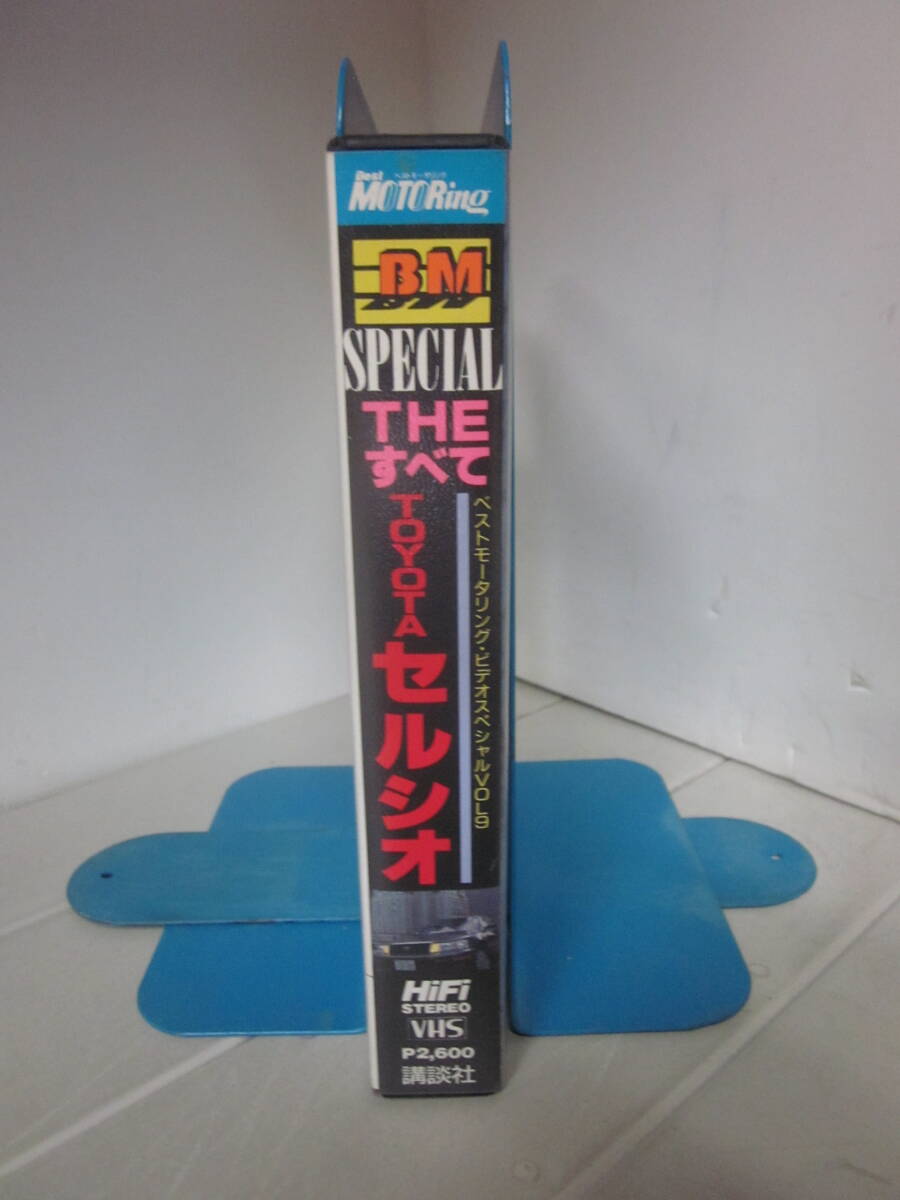 Best ベストモータリング
MOTORing
BM
SPECIAL
THE
すべて
TOYOTA セルシオ
ベストモータリング・ビデオスペシャルVOL9
HiFi
STEREO
VHS
P2,600
講談社